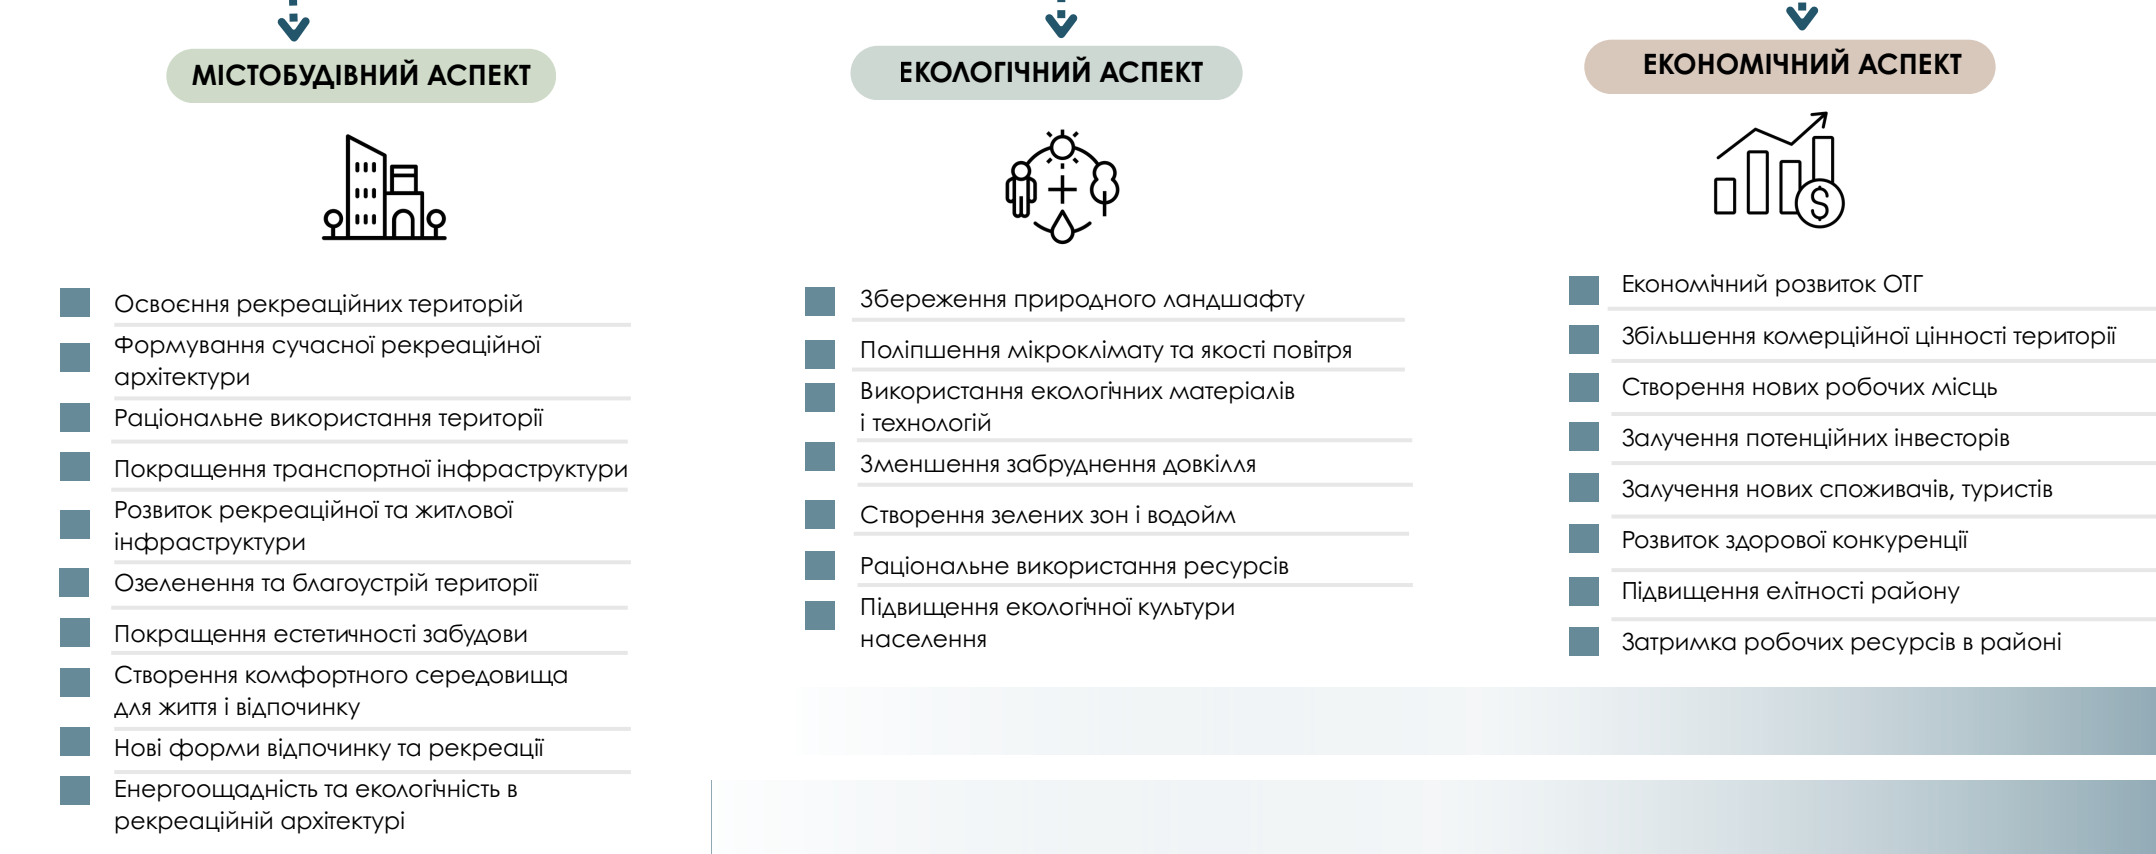 МІСТОБУДІВНИЙ АСПЕКТ
Освоєння рекреаційних територій
Формування сучасної рекреаційної
архітектури
Раціональне використання території
Покращення транспортної інфраструктури
Розвиток рекреаційної та житлової
інфраструктури
Озеленення та благоустрій території
Покращення естетичності забудови
Створення комфортного середовища
для життя і відпочинку
Нові форми відпочинку та рекреації
Енергоощадність та екологічність в
рекреаційній архітектурі
ЕКОЛОГІЧНИЙ АСПЕКТ
Збереження природного ландшафту
Поліпшення мікроклімату та якості повітря
Використання екологічних матеріалів
і технологій
Зменшення забруднення довкілля
Створення зелених зон і водойм
Раціональне використання ресурсів
Підвищення екологічної культури
населення
ЕКОНОМІЧНИЙ АСПЕКТ
$
Економічний розвиток ОТГ
Збільшення комерційної цінності території
Створення нових робочих місць
Залучення потенційних інвесторів
Залучення нових споживачів, туристів
Розвиток здорової конкуренції
Підвищення елітності району
Затримка робочих ресурсів в районі